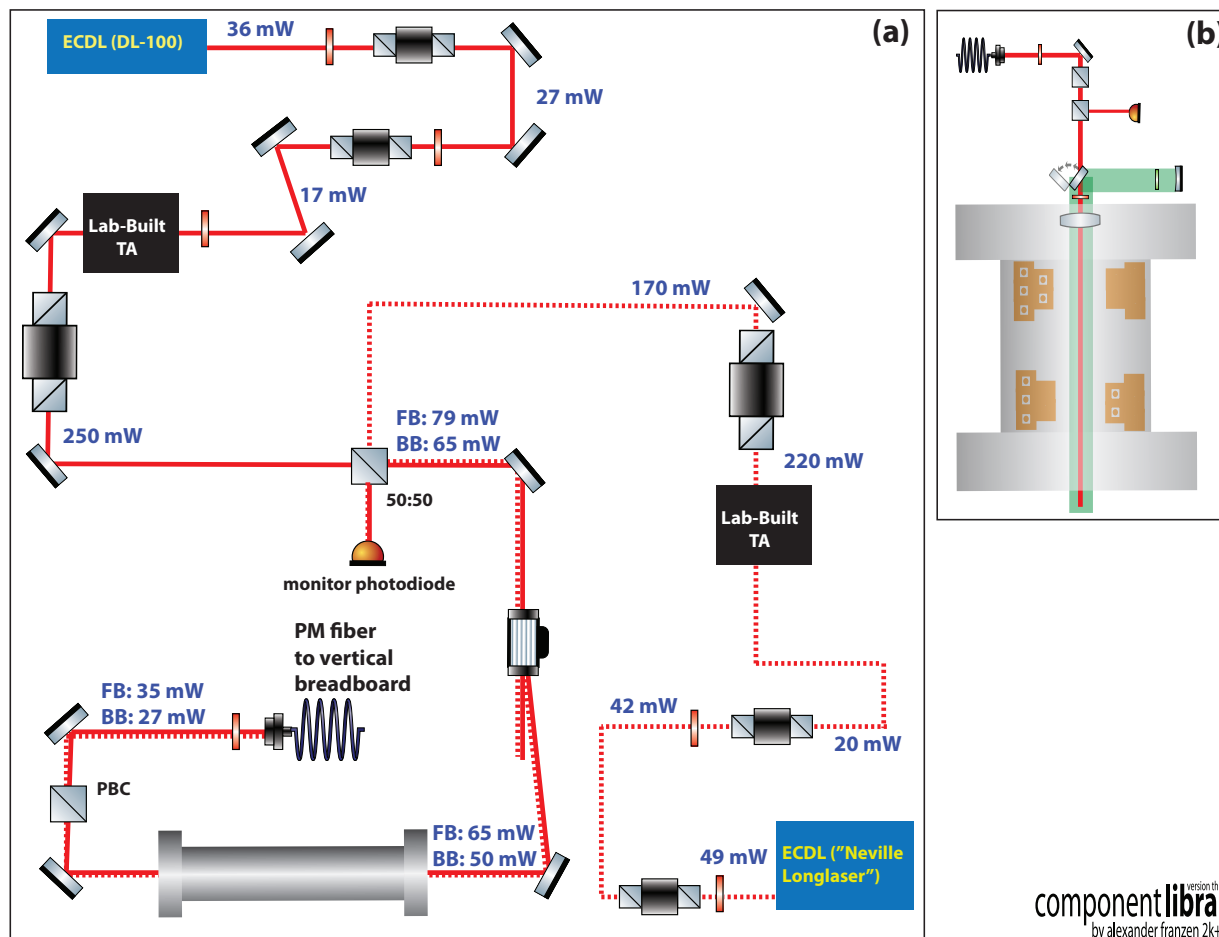 ECDL (DL-100)
36 mW
(a)
(b)
27 mW
17 mW
Lab-Built
TA
170 mW
250 mW
FB: 79 mW
BB: 65 mW
220 mW
50:50
Lab-Built
TA
monitor photodiode
PM fiber
to vertical
breadboard
FB: 35 mW
BB: 27 mW
42 mW
20 mW
PBC
FB: 65 mW
BB: 50 mW
49 mW
ECDL ("Neville
Longlaser")
version th
component libra
by alexander franzen 2k+